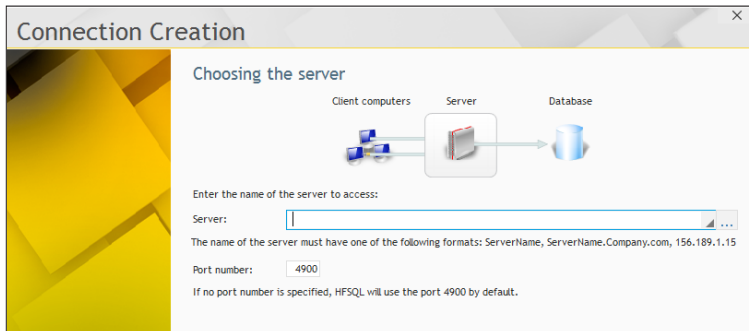 Connection Creation
Choosing the server
Client computers Server Database
Enter the name of the server to access:
Server:
...
The name of the server must have one of the following formats: ServerName, ServerName.Company.com, 156.189.1.15
Port number: 4900
If no port number is specified, HFSQL will use the port 4900 by default.